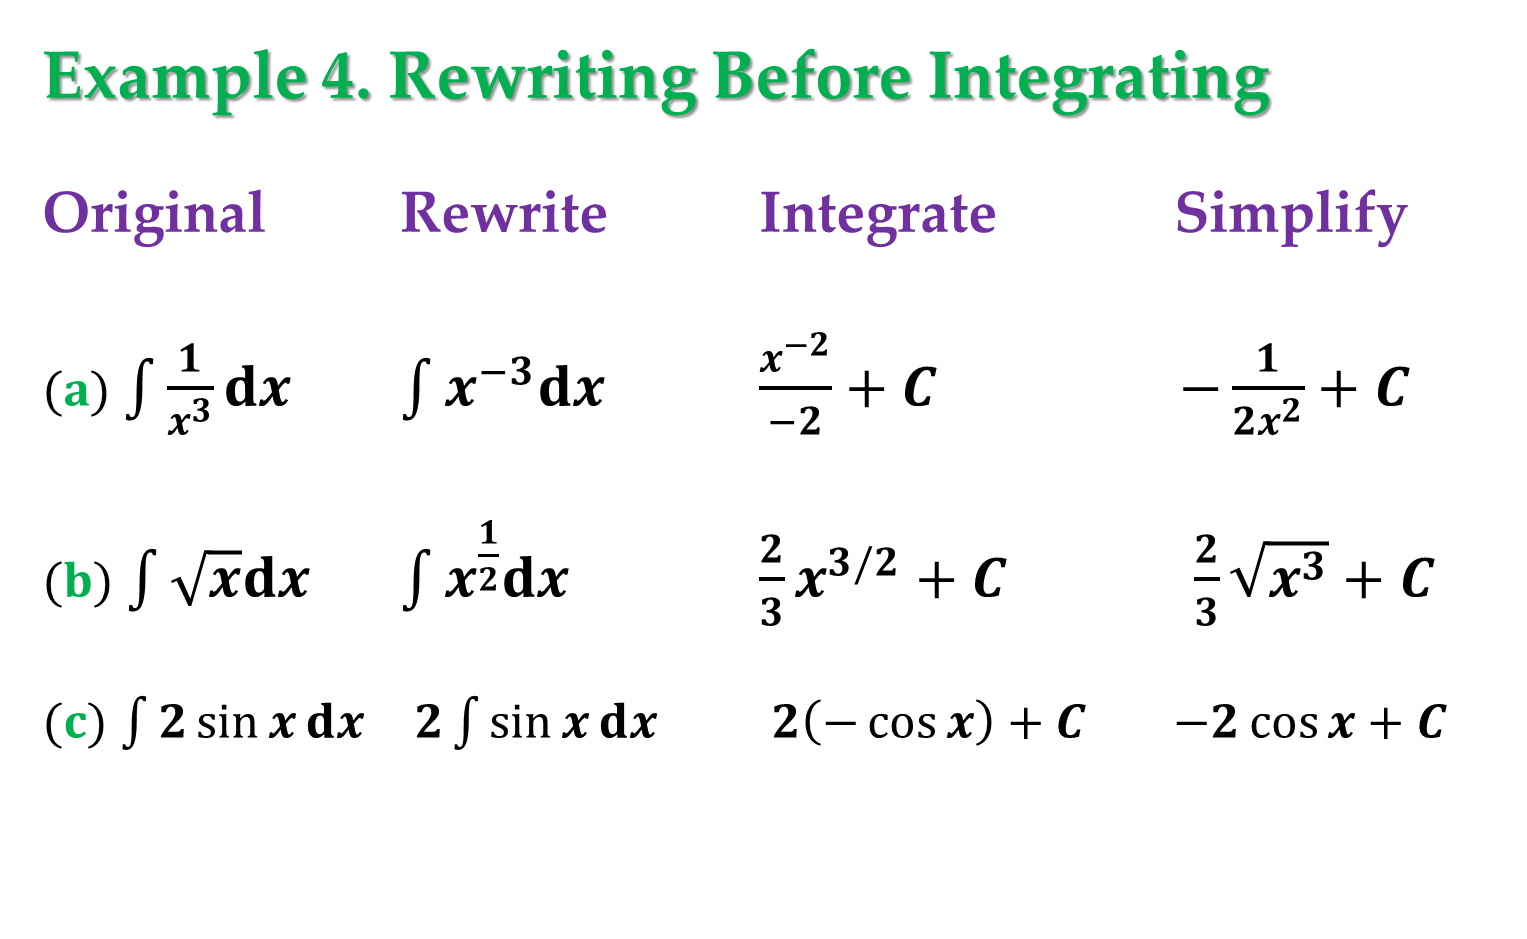 Example 4. Rewriting Before Integrating
Original Rewrite Integrate Simplify
(a) ∫ 1/x³ dx ∫ x⁻³ dx x⁻²/−2 + C −1/2x² + C
(b) ∫ √x dx ∫ x^(1/2) dx 2/3 x^(3/2) + C 2/3 √x³ + C
(c) ∫ 2 sin x dx 2 ∫ sin x dx 2(− cos x) + C −2 cos x + C